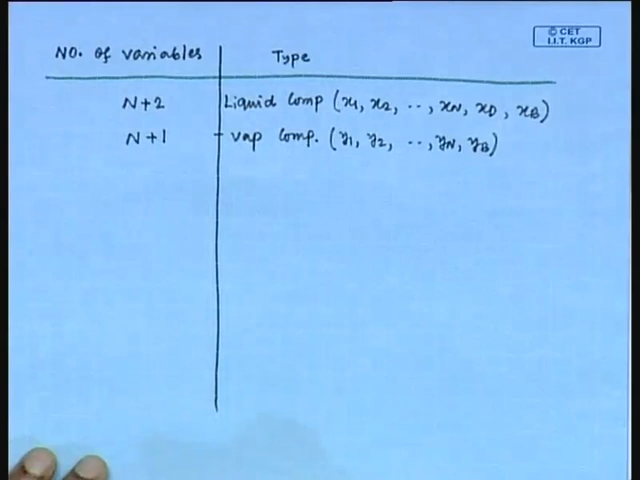 © CET
I.I.T. KGP
No. of variables Type
N+2 Liquid Comp (x1, x2, .., xN, xD, xB)
N+1 vap Comp. (y1, y2, .., yN, yB)